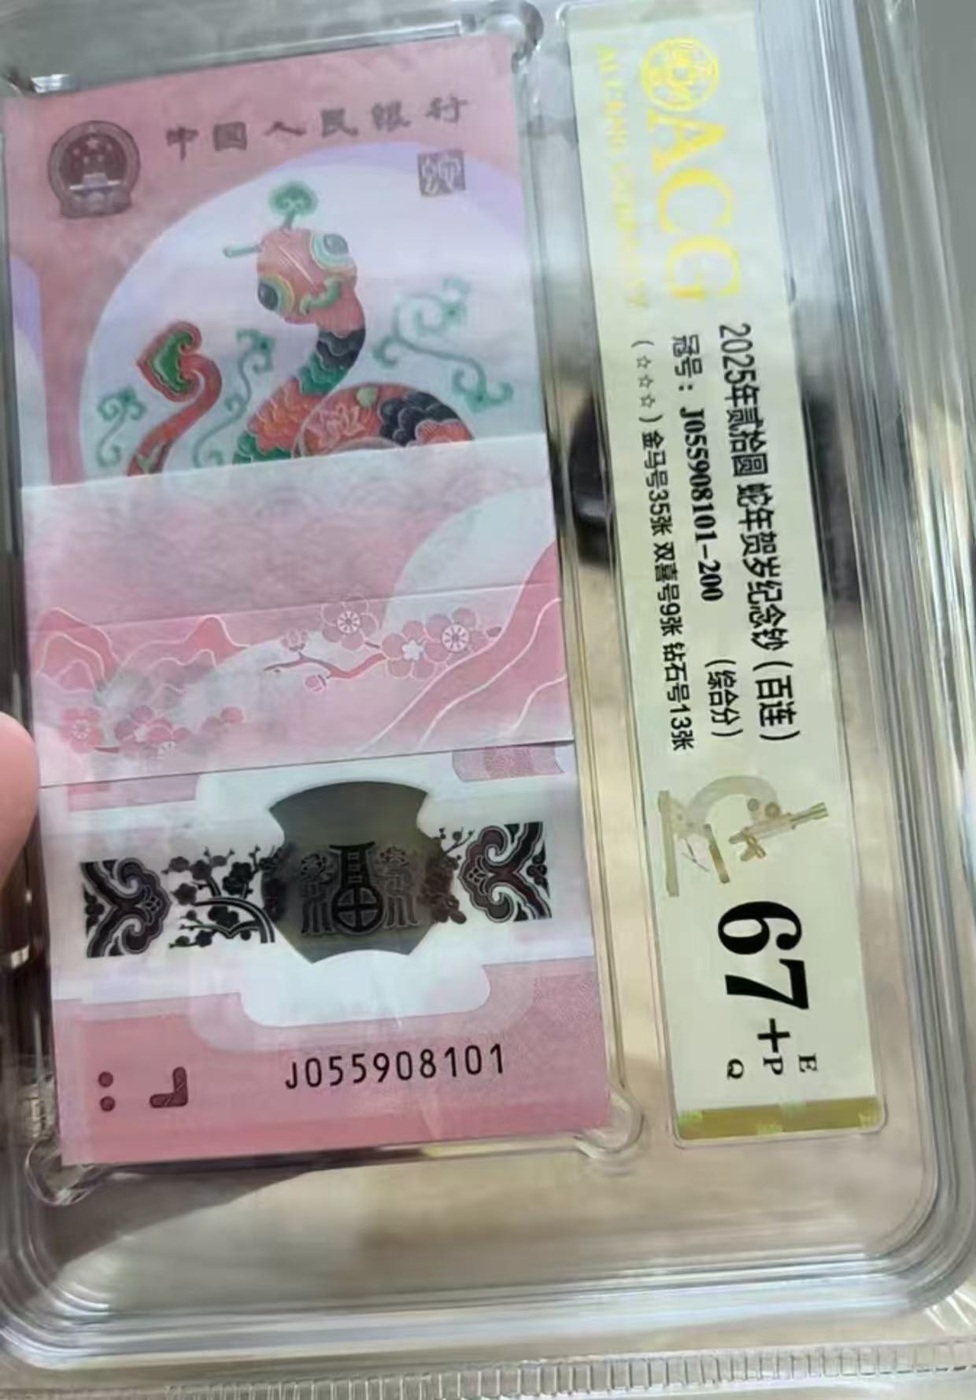 中国人民银行
J055908101
ACG
2025年贰拾圆 蛇年贺岁纪念钞（百连）
冠号：J055908101-200 （综合分）
（☆☆☆）金马号35张 双喜号9张 钻石号13张
67+
E
P
Q